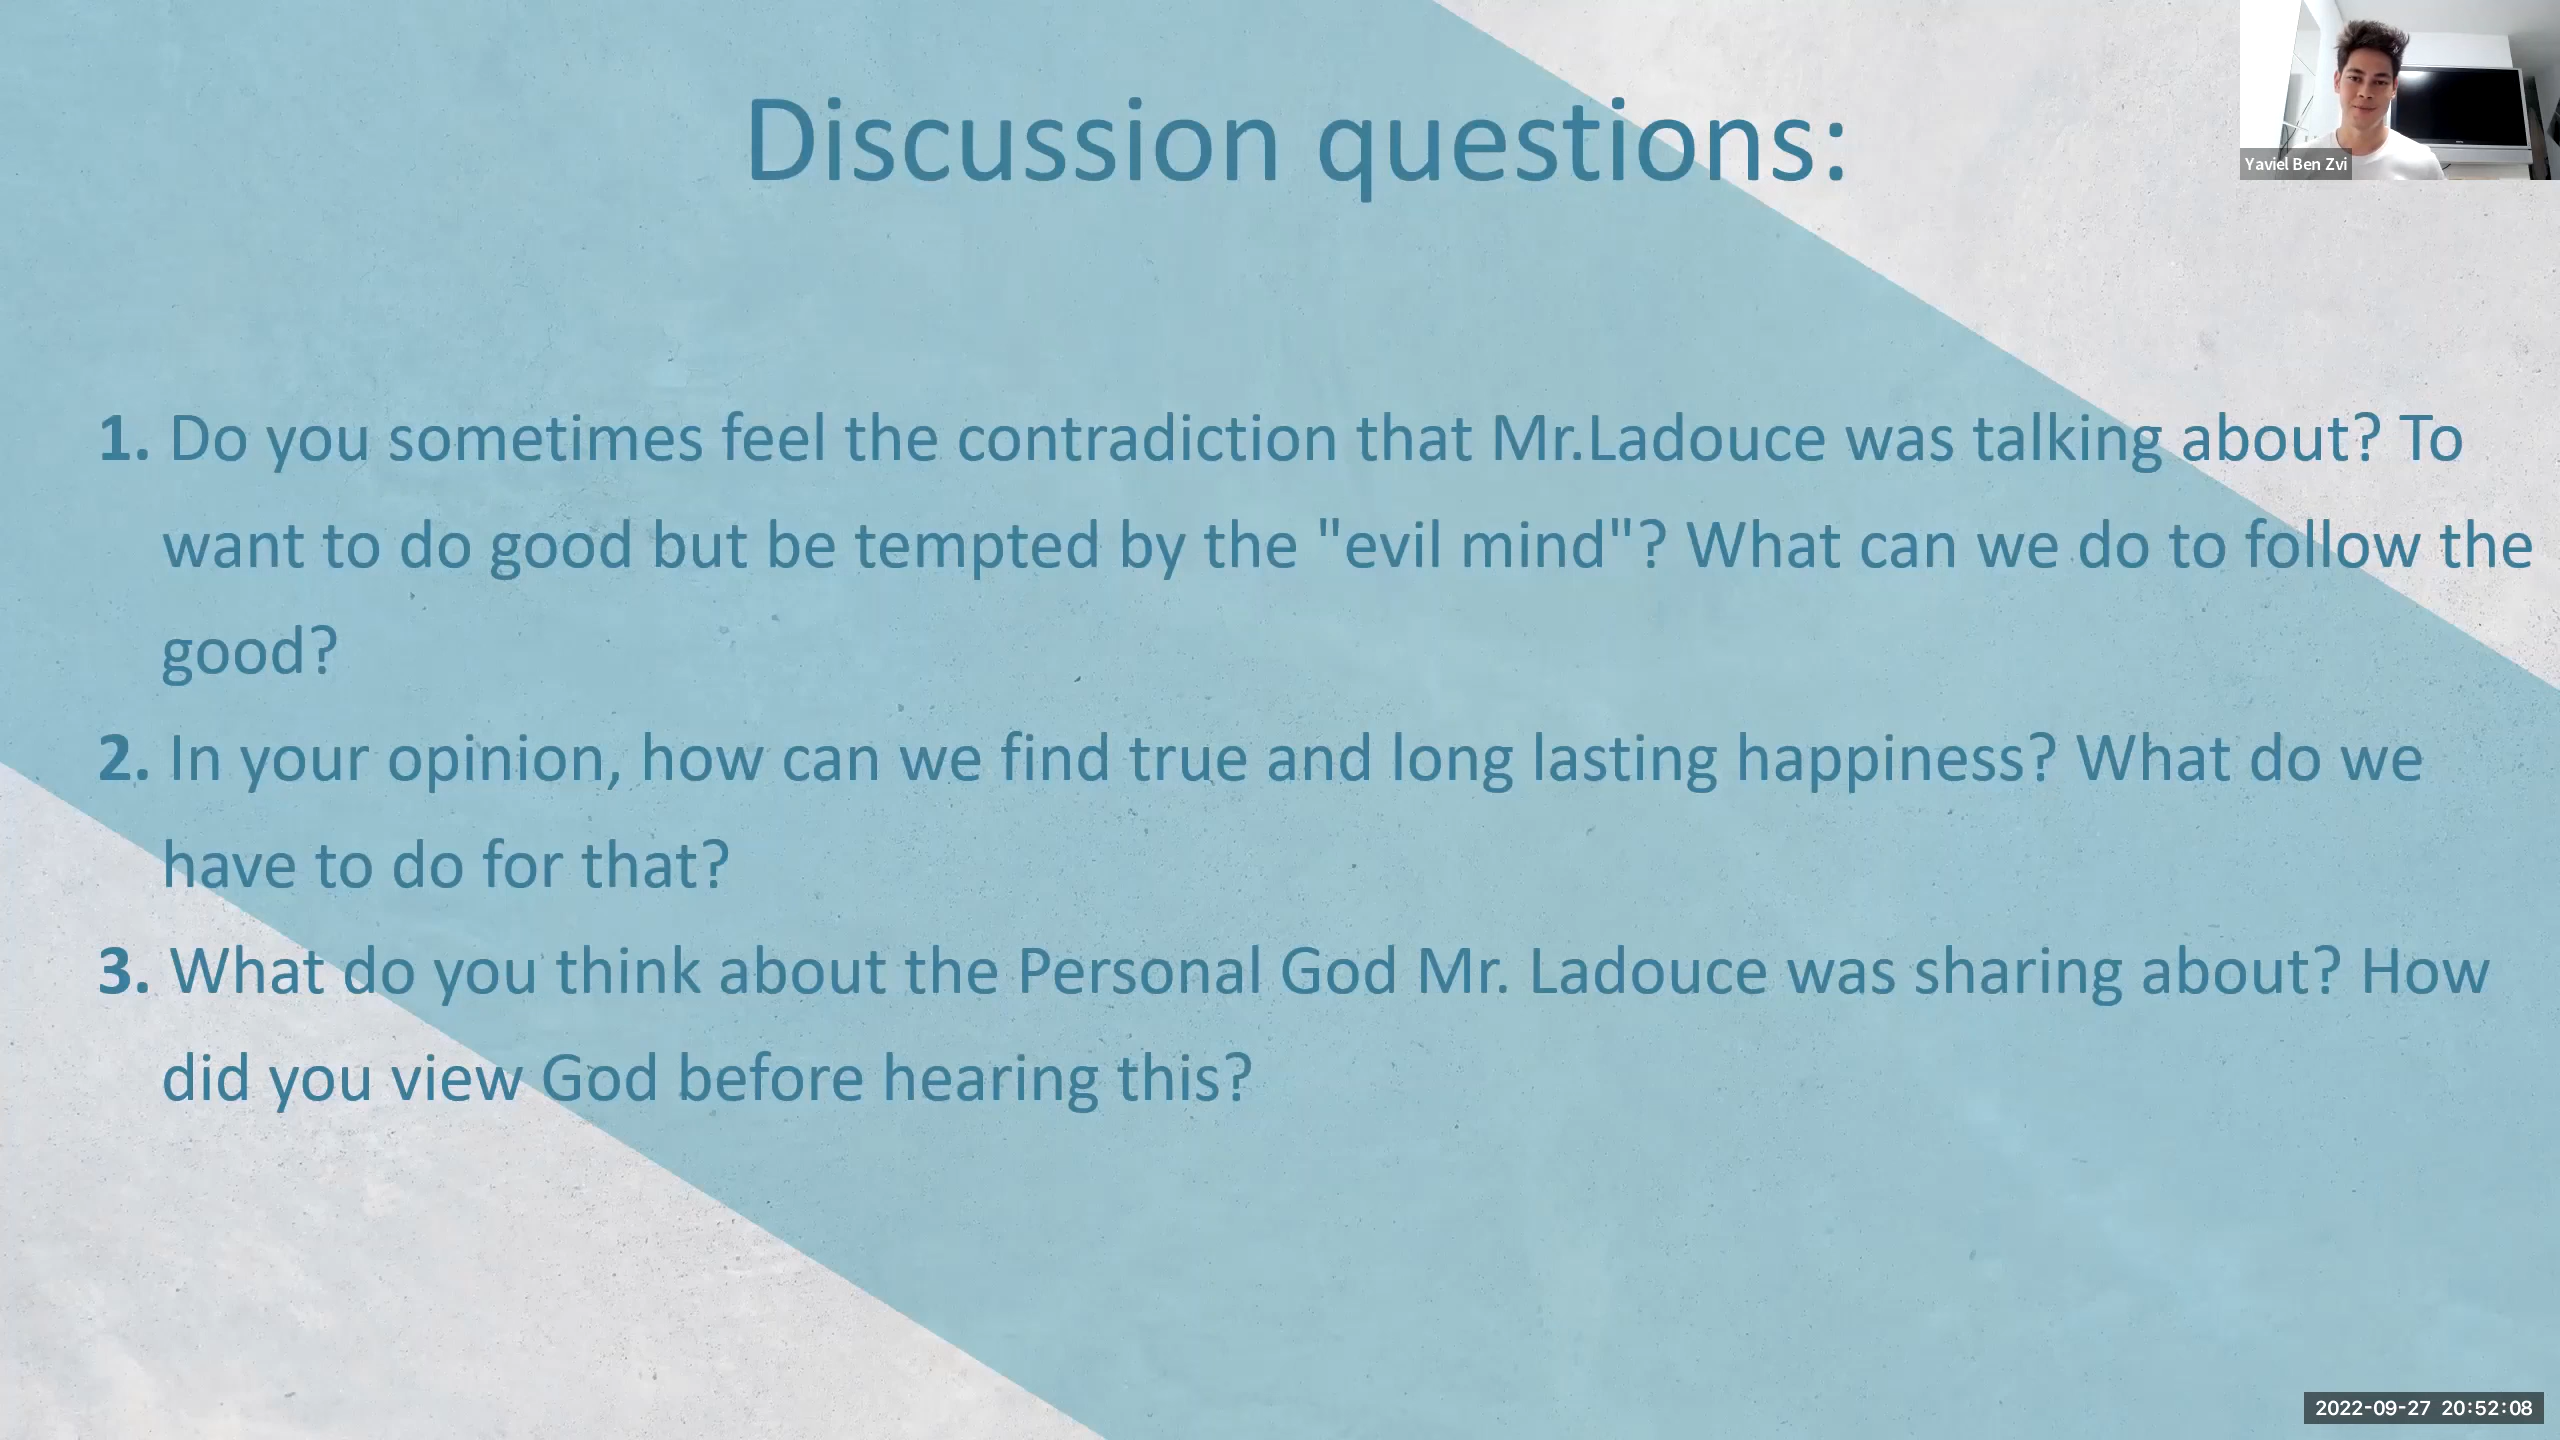 Discussion questions:
Yaviel Ben Zvi
1. Do you sometimes feel the contradiction that Mr.Ladouce was talking about? To
want to do good but be tempted by the "evil mind"? What can we do to follow the
good?
2. In your opinion, how can we find true and long lasting happiness? What do we
have to do for that?
3. What do you think about the Personal God Mr. Ladouce was sharing about? How
did you view God before hearing this?
2022-09-27 20:52:08